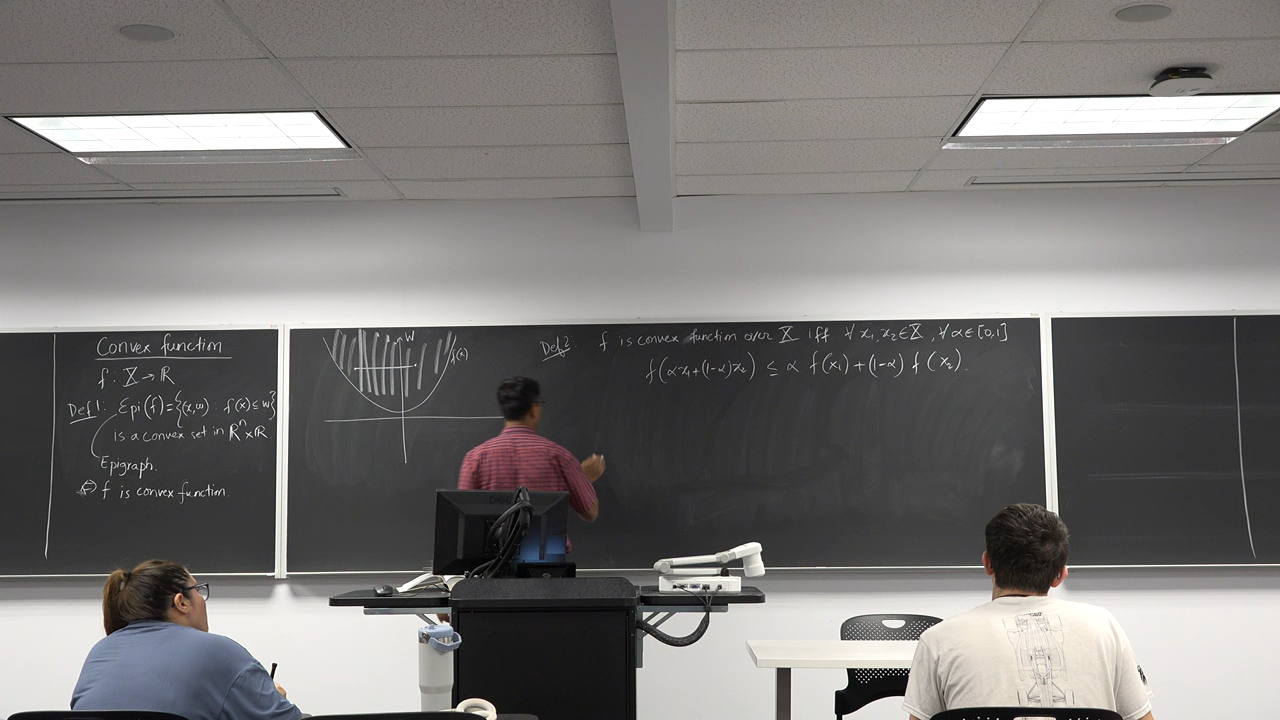 Convex function
f : X → ℝ
Def 1: Epi(f) = {(x,w) : f(x) ≤ w}
is a convex set in ℝⁿ × ℝ.
Epigraph.
⇔ f is convex function.
w
f(x)
Def 2: f is convex function over X iff ∀ x₁, x₂ ∈ X, ∀ α ∈ [0,1]
f(αx₁ + (1-α)x₂) ≤ α f(x₁) + (1-α) f(x₂).